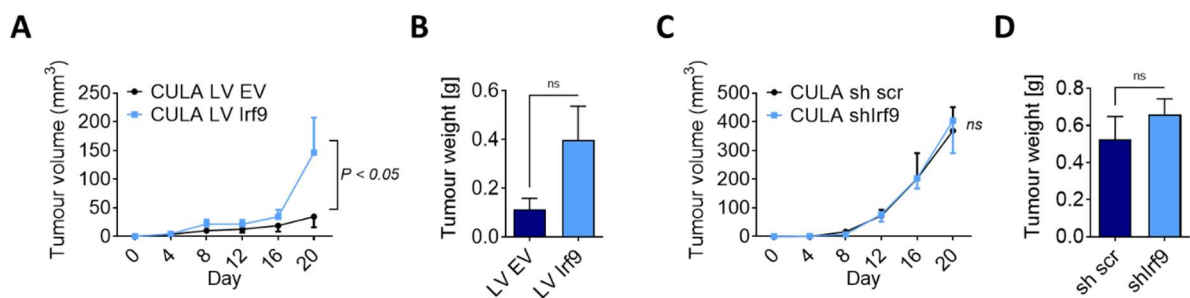 A
Tumour volume (mm³)
250
200
150
100
50
0
CULA LV EV
CULA LV Irf9
P < 0.05
0 4 8 12 16 20
Day
B
Tumour weight [g]
0.6
0.4
0.2
0.0
ns
LV EV
LV Irf9
C
Tumour volume (mm³)
500
400
300
200
100
0
CULA sh scr
CULA shIrf9
ns
0 4 8 12 16 20
Day
D
Tumour weight [g]
0.8
0.6
0.4
0.2
0.0
ns
sh scr
shIrf9